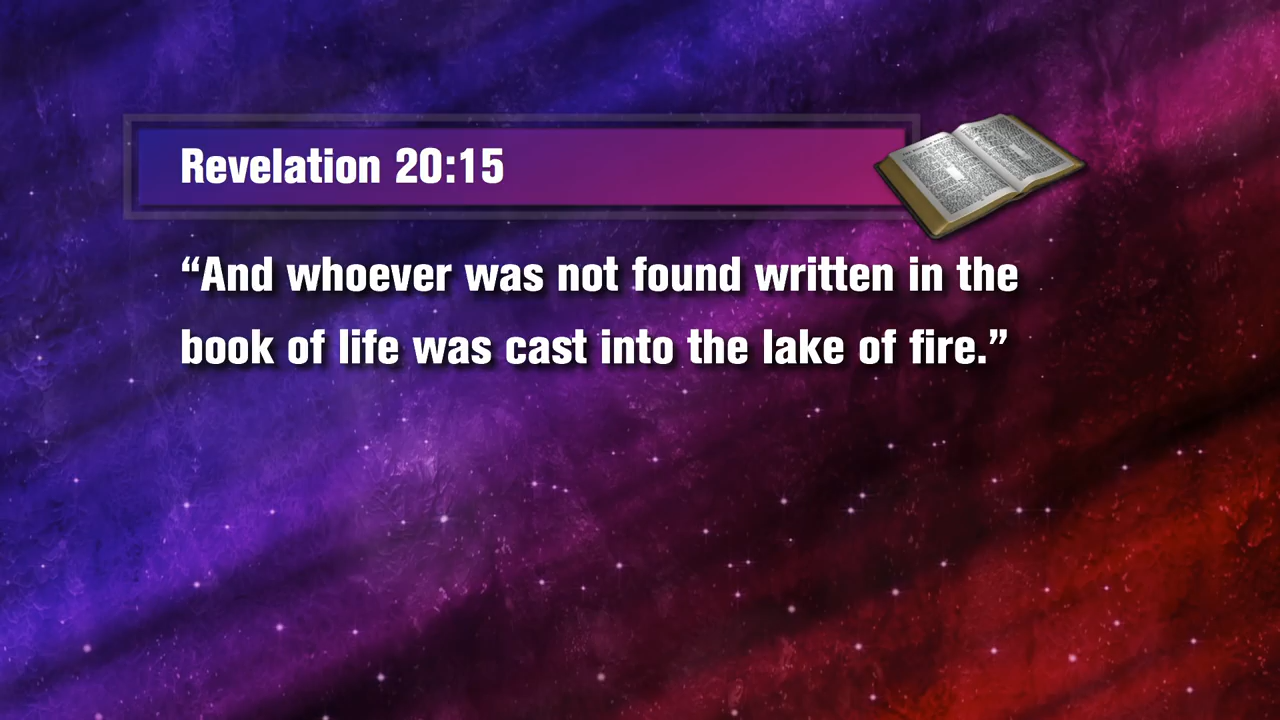 Revelation 20:15
“And whoever was not found written in the
book of life was cast into the lake of fire.”